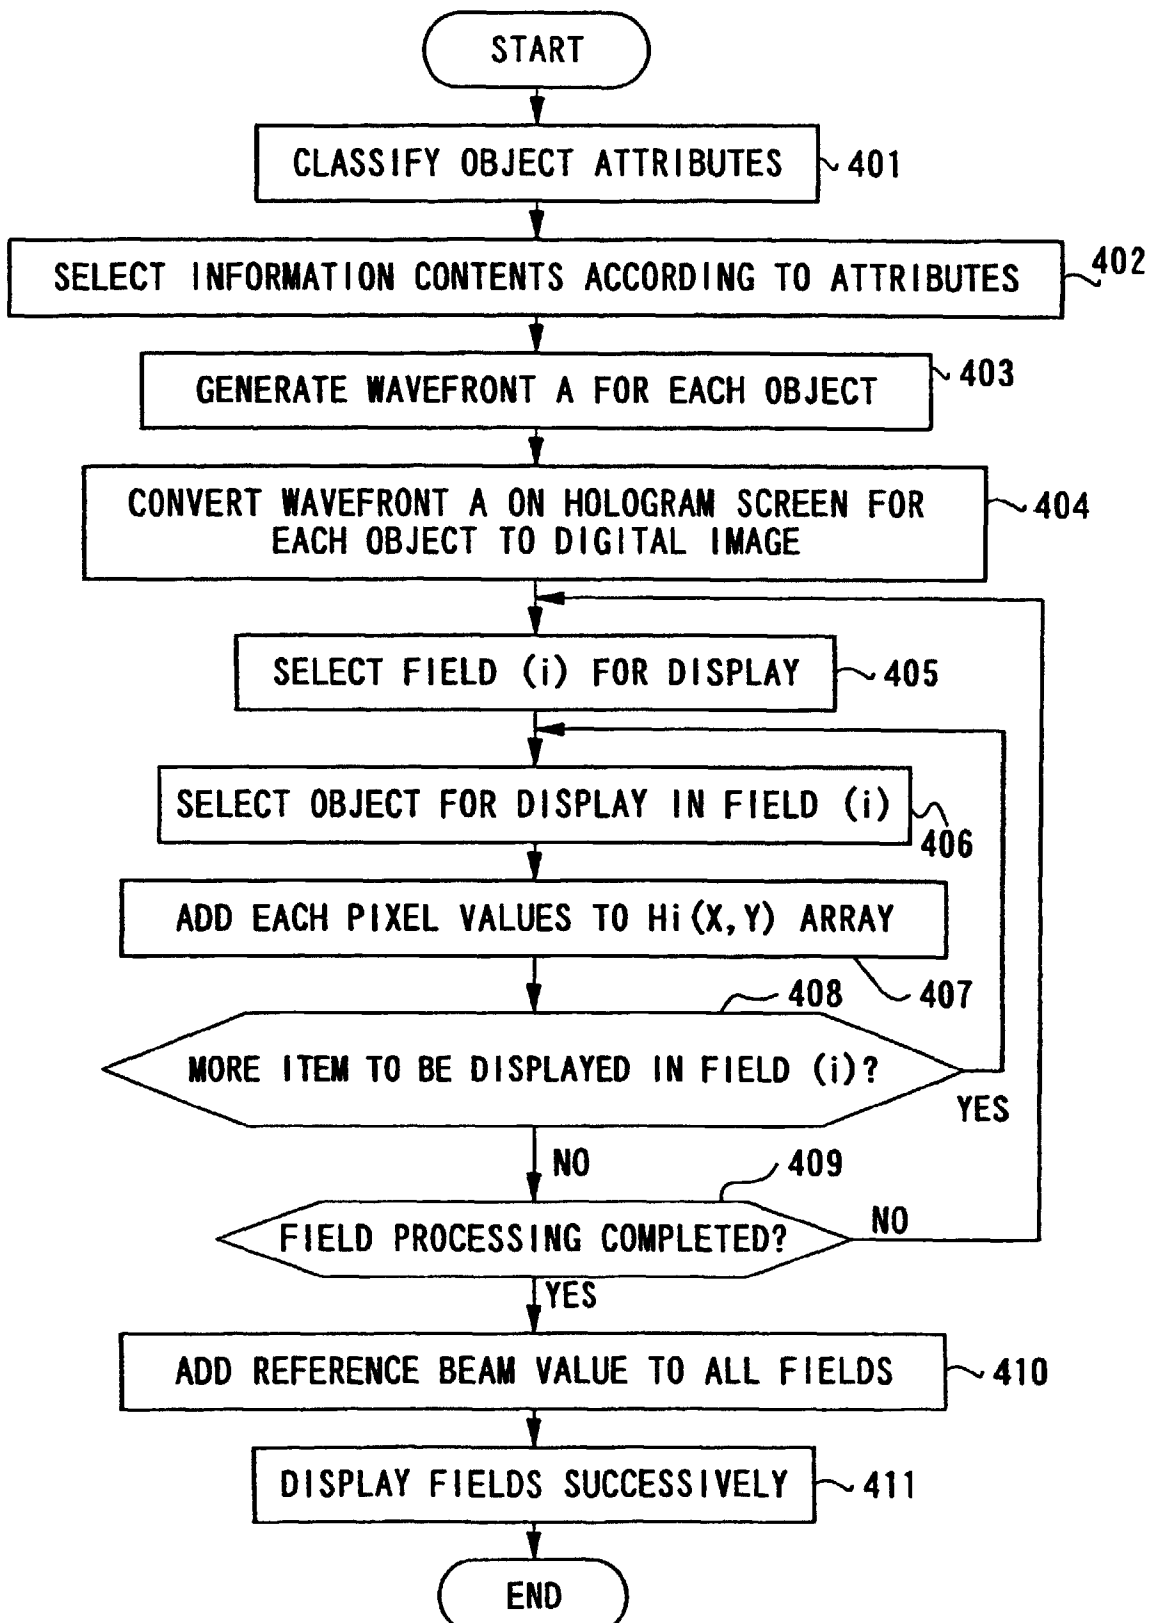 START
CLASSIFY OBJECT ATTRIBUTES
401
SELECT INFORMATION CONTENTS ACCORDING TO ATTRIBUTES
402
GENERATE WAVEFRONT A FOR EACH OBJECT
403
CONVERT WAVEFRONT A ON HOLOGRAM SCREEN FOR
EACH OBJECT TO DIGITAL IMAGE
404
SELECT FIELD (i) FOR DISPLAY
405
SELECT OBJECT FOR DISPLAY IN FIELD (i)
406
ADD EACH PIXEL VALUES TO Hi(X,Y) ARRAY
407
408
MORE ITEM TO BE DISPLAYED IN FIELD (i)?
YES
NO
409
FIELD PROCESSING COMPLETED?
NO
YES
ADD REFERENCE BEAM VALUE TO ALL FIELDS
410
DISPLAY FIELDS SUCCESSIVELY
411
END